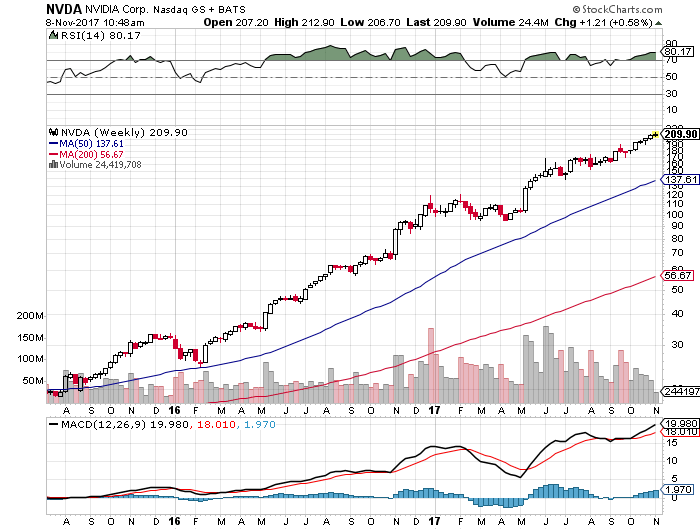 NVDA NVIDIA Corp. Nasdaq GS + BATS © StockCharts.com
8-Nov-2017 10:48am Open 207.20 High 212.90 Low 206.70 Last 209.90 Volume 24.4M Chg +1.21 (+0.58%)
RSI(14) 80.17
90
80.17
70
50
30
10
NVDA (Weekly) 209.90
MA(50) 137.61
MA(200) 56.67
Volume 24,419,708
209.90
190
180
170
160
150
137.61
120
110
100
90
80
70
60
56.67
50
40
30
244197
200M
150M
100M
50M
A S O N D 16 F M A M J J A S O N D 17 F M A M J J A S O N
MACD(12,26,9) 19.980, 18.010, 1.970
19.980
18.010
15
10
5
1.970
0
A S O N D 16 F M A M J J A S O N D 17 F M A M J J A S O N